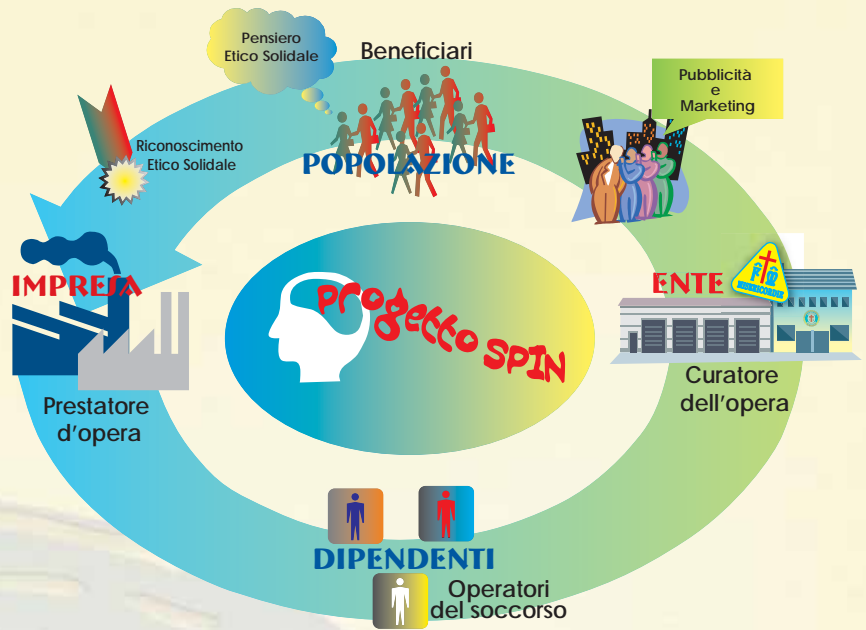 Pensiero
Etico Solidale
Beneficiari
Pubblicità
e
Marketing
Riconoscimento
Etico Solidale
POPOLAZIONE
IMPRESA
progetto SPIN
ENTE
MISERICORDIE
Prestatore
d'opera
Curatore
dell'opera
DIPENDENTI
Operatori
del soccorso